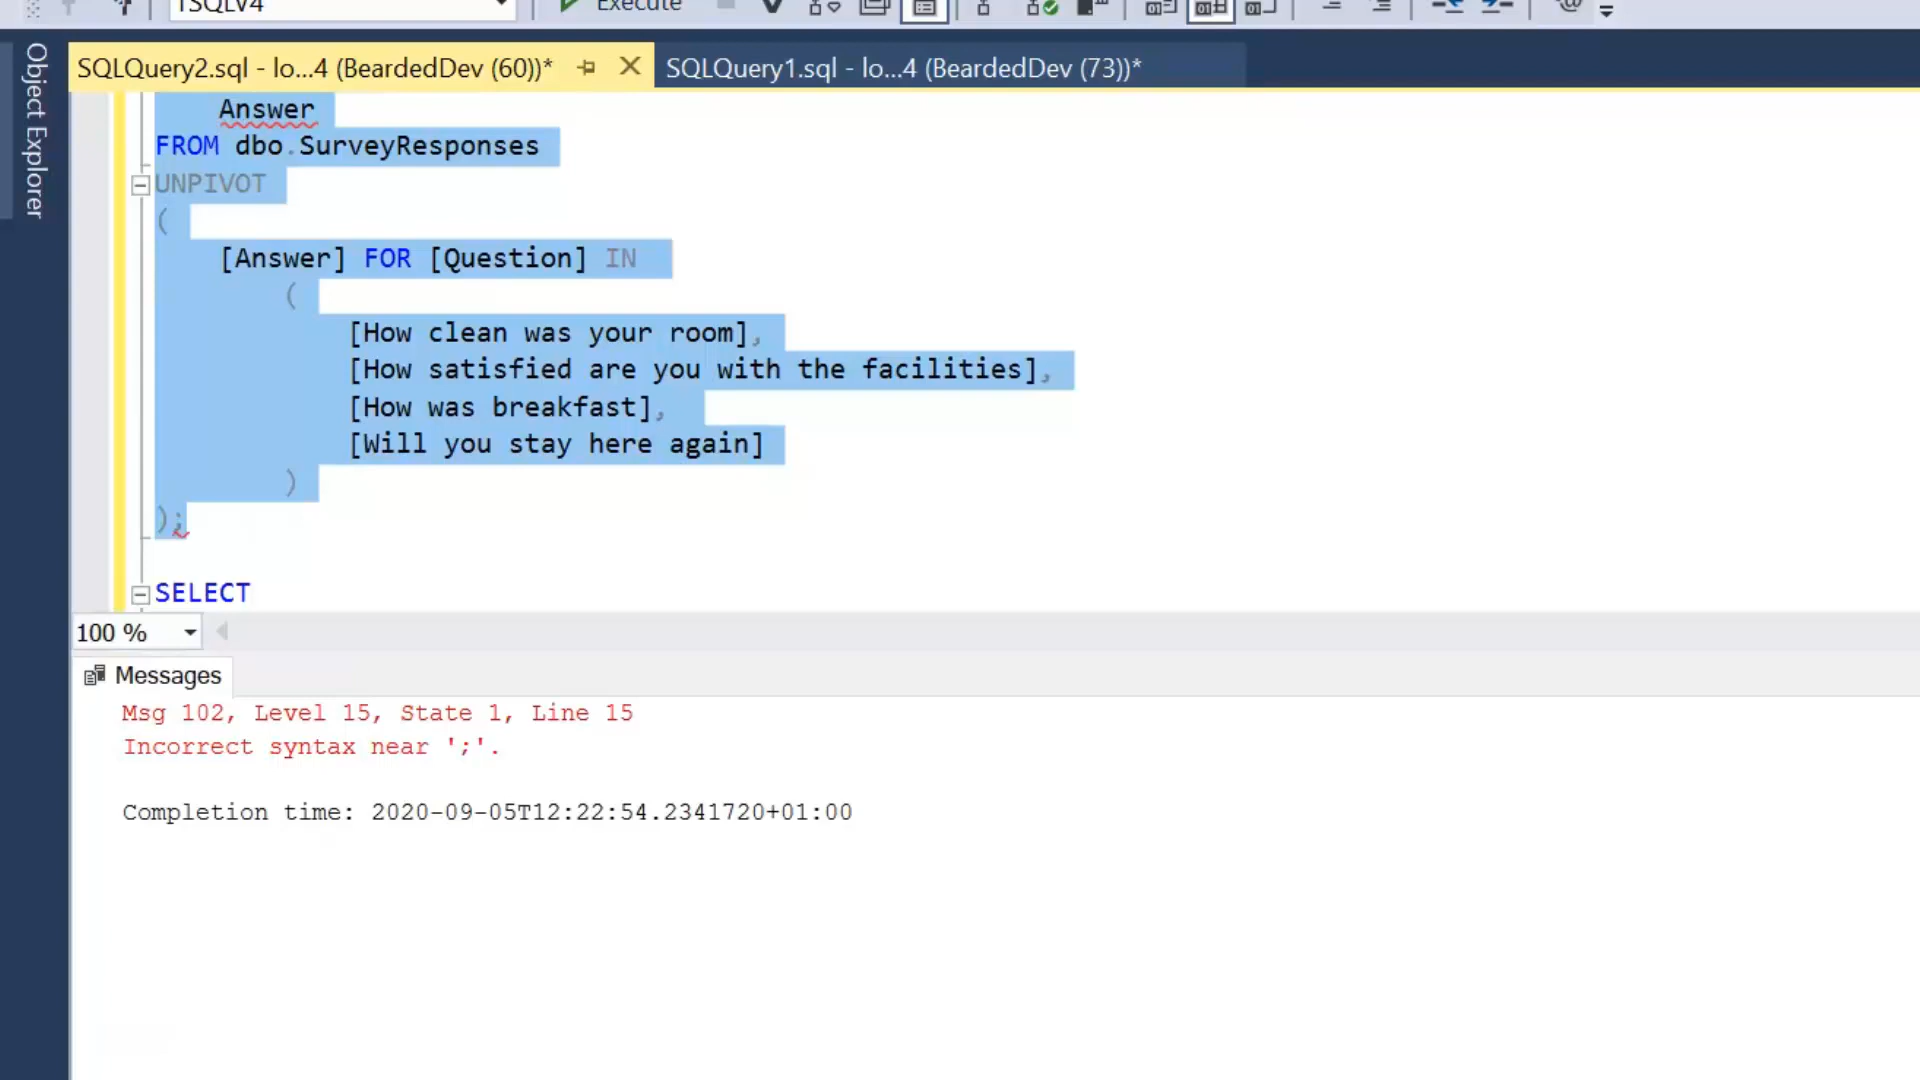 TSQLV4
Execute
Object Explorer
SQLQuery2.sql - lo...4 (BeardedDev (60))*
SQLQuery1.sql - lo...4 (BeardedDev (73))*
Answer
FROM dbo.SurveyResponses
UNPIVOT
(
[Answer] FOR [Question] IN
(
[How clean was your room],
[How satisfied are you with the facilities],
[How was breakfast],
[Will you stay here again]
)
);
SELECT
100 %
Messages
Msg 102, Level 15, State 1, Line 15
Incorrect syntax near ';'.
Completion time: 2020-09-05T12:22:54.2341720+01:00